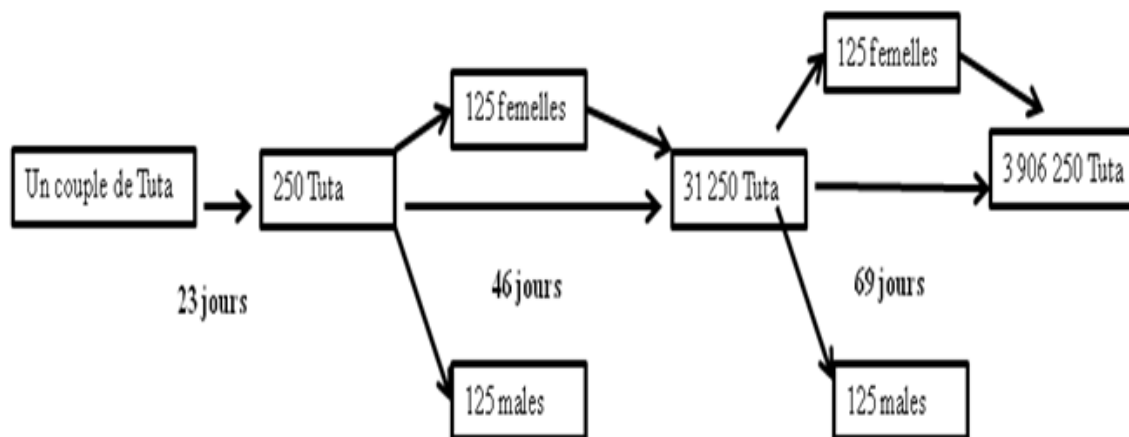 125 femelles
125 femelles
Un couple de Tuta
250 Tuta
31 250 Tuta
3 906 250 Tuta
23 jours
46 jours
69 jours
125 males
125 males